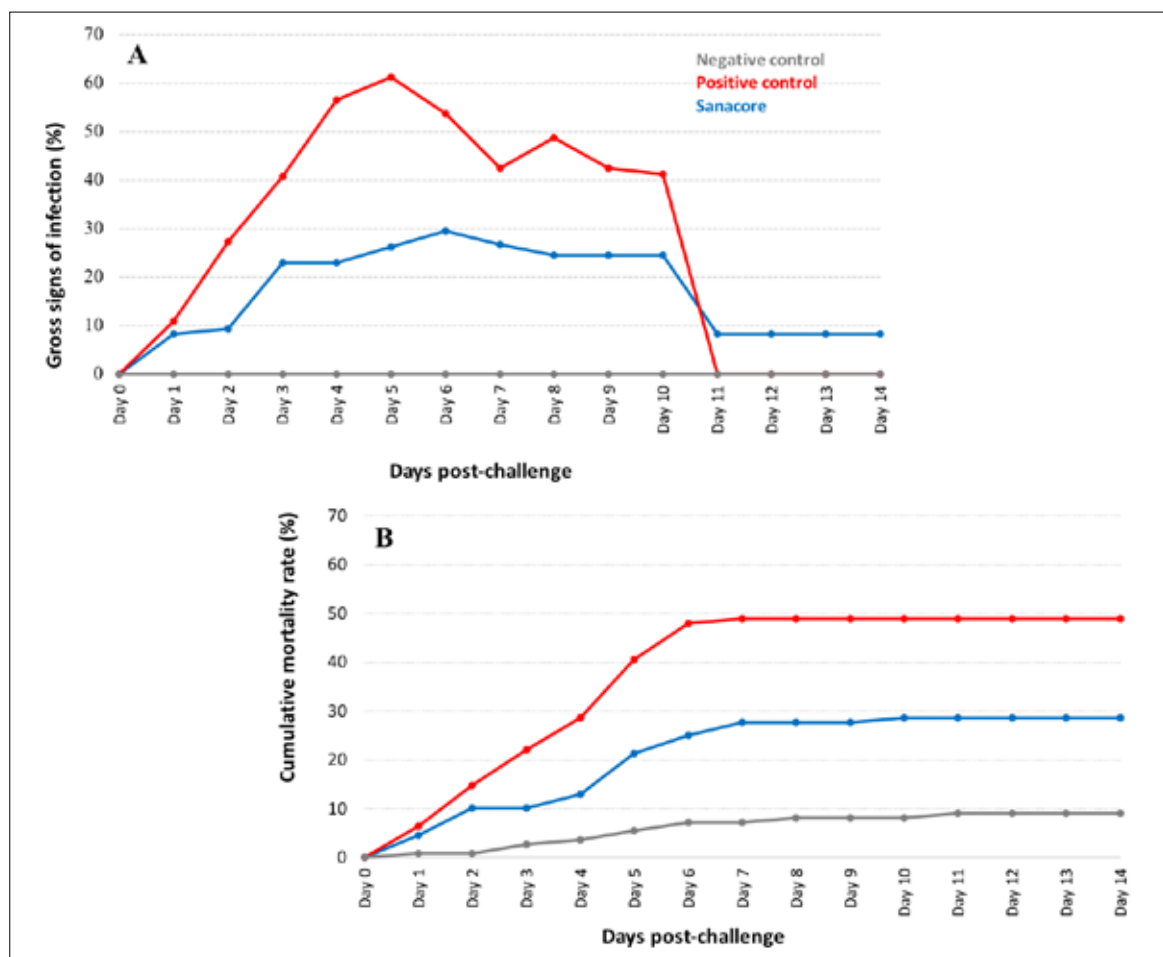 A
Negative control
Positive control
Sanacore
Gross signs of infection (%)
70
60
50
40
30
20
10
0
Day 0
Day 1
Day 2
Day 3
Day 4
Day 5
Day 6
Day 7
Day 8
Day 9
Day 10
Day 11
Day 12
Day 13
Day 14
Days post-challenge
B
Cumulative mortality rate (%)
70
60
50
40
30
20
10
0
Day 0
Day 1
Day 2
Day 3
Day 4
Day 5
Day 6
Day 7
Day 8
Day 9
Day 10
Day 11
Day 12
Day 13
Day 14
Days post-challenge